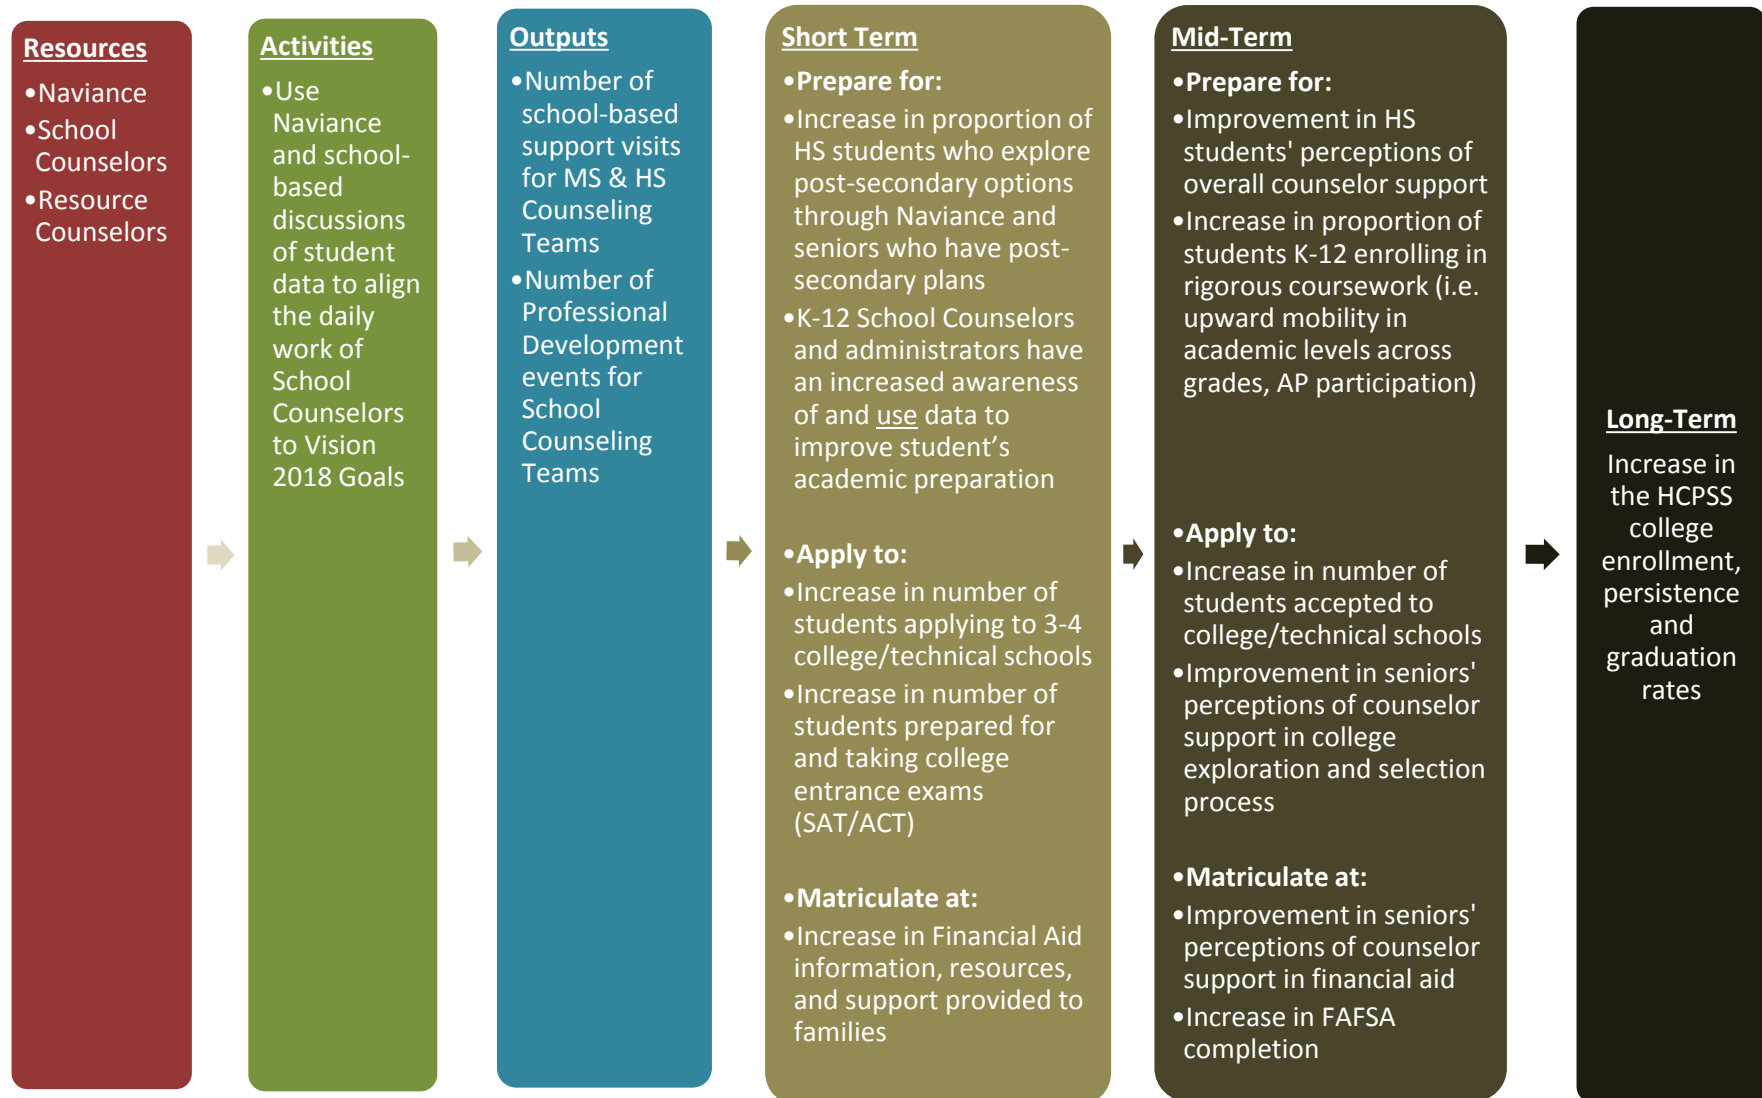 Resources
•Naviance
•School
Counselors
•Resource
Counselors
Activities
•Use
Naviance
and school-
based
discussions
of student
data to align
the daily
work of
School
Counselors
to Vision
2018 Goals
Outputs
•Number of
school-based
support visits
for MS & HS
Counseling
Teams
•Number of
Professional
Development
events for
School
Counseling
Teams
Short Term
•Prepare for:
•Increase in proportion of
HS students who explore
post-secondary options
through Naviance and
seniors who have post-
secondary plans
•K-12 School Counselors
and administrators have
an increased awareness
of and use data to
improve student’s
academic preparation
•Apply to:
•Increase in number of
students applying to 3-4
college/technical schools
•Increase in number of
students prepared for
and taking college
entrance exams
(SAT/ACT)
•Matriculate at:
•Increase in Financial Aid
information, resources,
and support provided to
families
Mid-Term
•Prepare for:
•Improvement in HS
students' perceptions of
overall counselor support
•Increase in proportion of
students K-12 enrolling in
rigorous coursework (i.e.
upward mobility in
academic levels across
grades, AP participation)
•Apply to:
•Increase in number of
students accepted to
college/technical schools
•Improvement in seniors'
perceptions of counselor
support in college
exploration and selection
process
•Matriculate at:
•Improvement in seniors'
perceptions of counselor
support in financial aid
•Increase in FAFSA
completion
Long-Term
Increase in
the HCPSS
college
enrollment,
persistence
and
graduation
rates